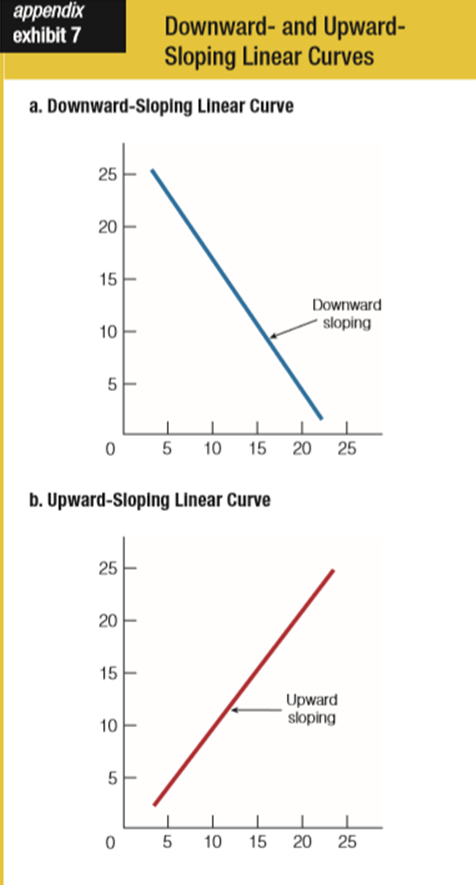 appendix
exhibit 7
Downward- and Upward-
Sloping Linear Curves
a. Downward-Sloping Linear Curve
25
20
15
10
5
Downward
sloping
0 5 10 15 20 25
b. Upward-Sloping Linear Curve
25
20
15
10
5
Upward
sloping
0 5 10 15 20 25